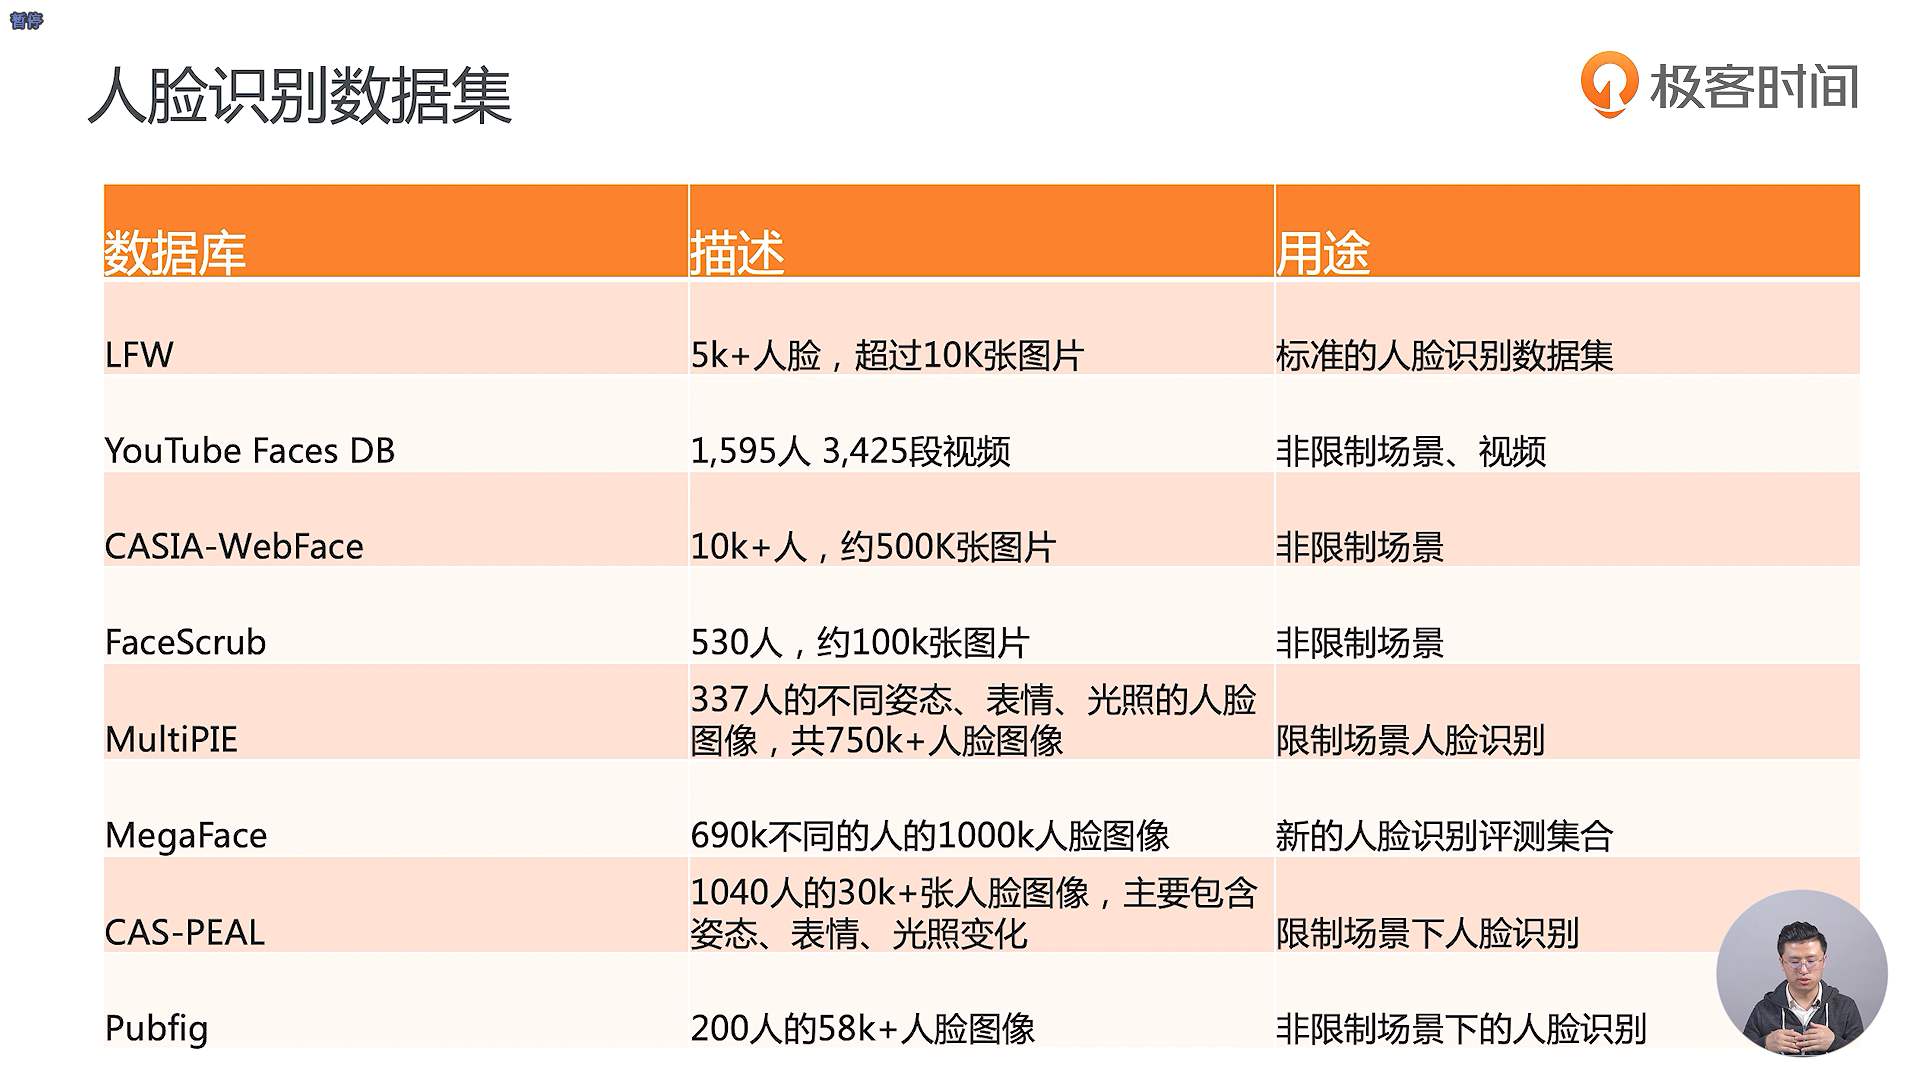 暂停
人脸识别数据集
极客时间
数据库 描述 用途
LFW 5k+人脸，超过10K张图片 标准的人脸识别数据集
YouTube Faces DB 1,595人 3,425段视频 非限制场景、视频
CASIA-WebFace 10k+人，约500K张图片 非限制场景
FaceScrub 530人，约100k张图片 非限制场景
337人的不同姿态、表情、光照的人脸
MultiPIE 图像，共750k+人脸图像 限制场景人脸识别
MegaFace 690k不同的人的1000k人脸图像 新的人脸识别评测集合
1040人的30k+张人脸图像，主要包含
CAS-PEAL 姿态、表情、光照变化 限制场景下人脸识别
Pubfig 200人的58k+人脸图像 非限制场景下的人脸识别